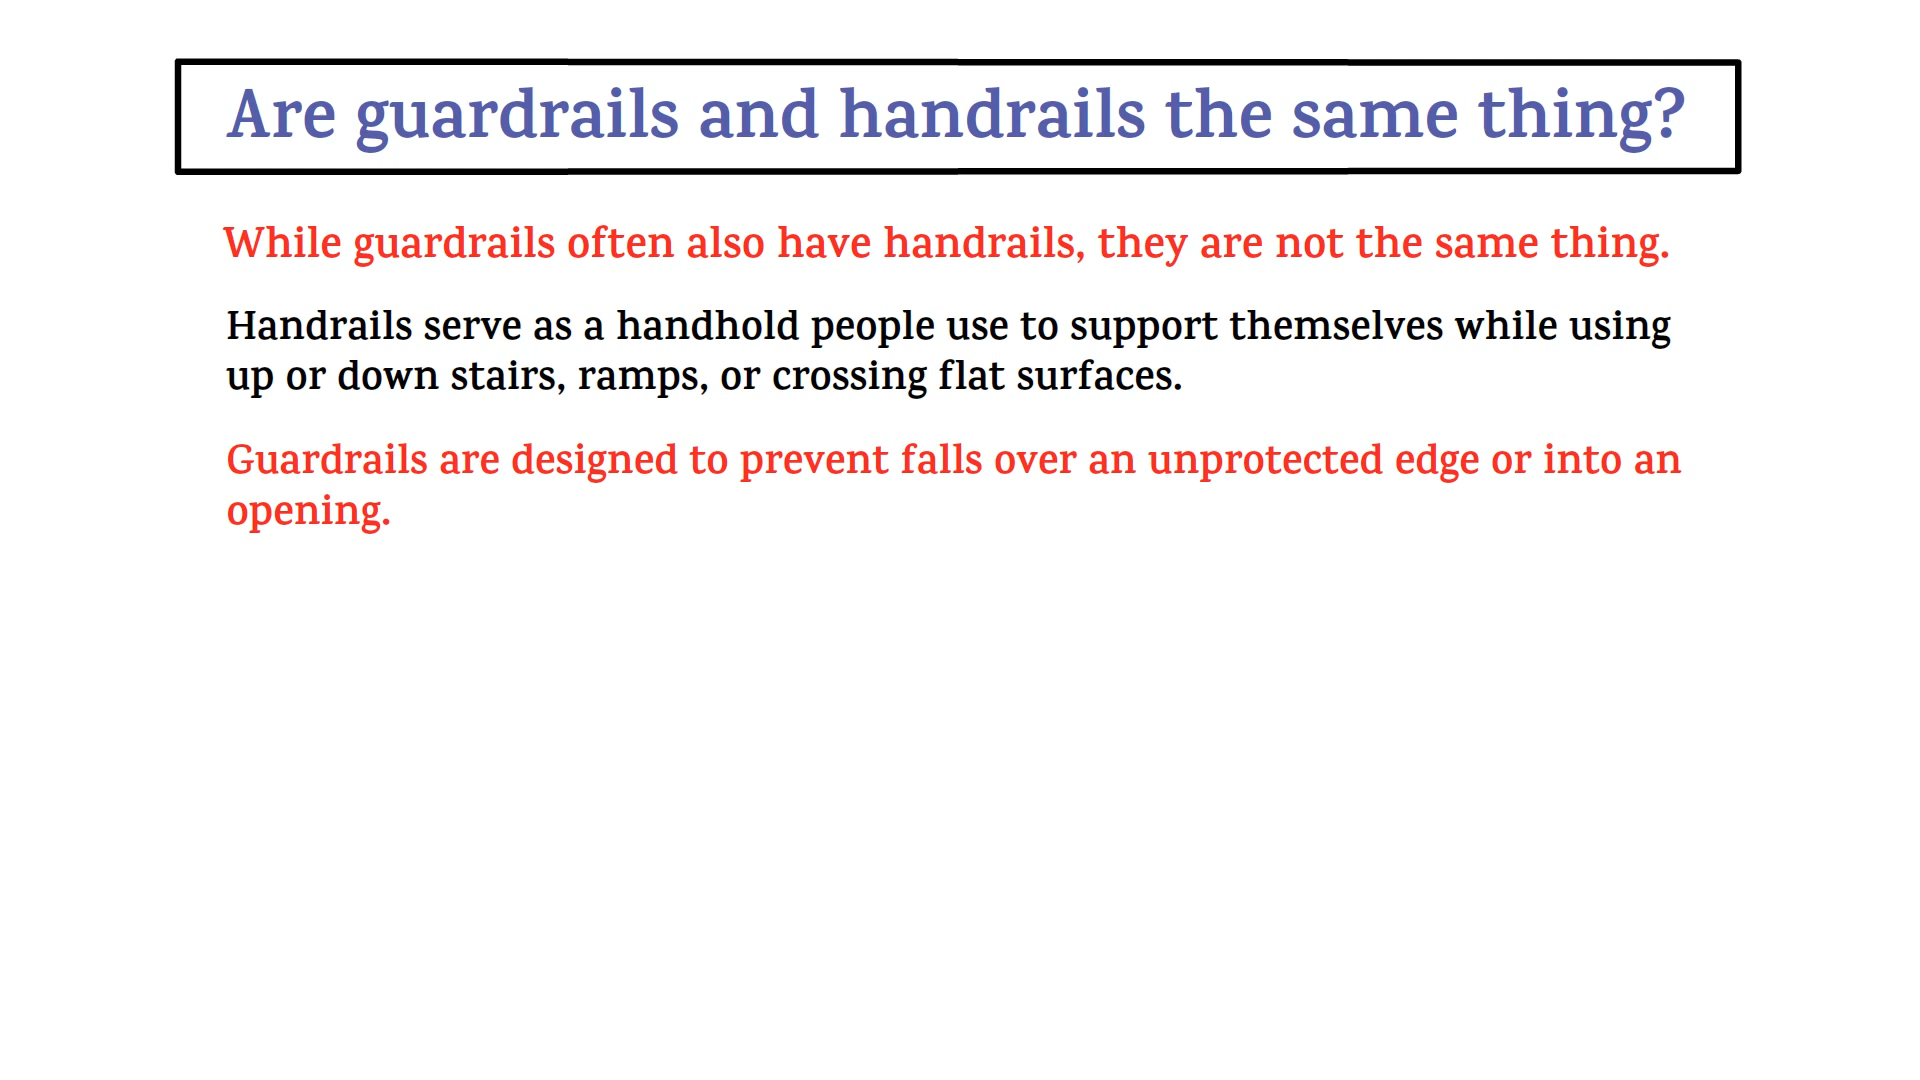 Are guardrails and handrails the same thing?
While guardrails often also have handrails, they are not the same thing.
Handrails serve as a handhold people use to support themselves while using
up or down stairs, ramps, or crossing flat surfaces.
Guardrails are designed to prevent falls over an unprotected edge or into an
opening.